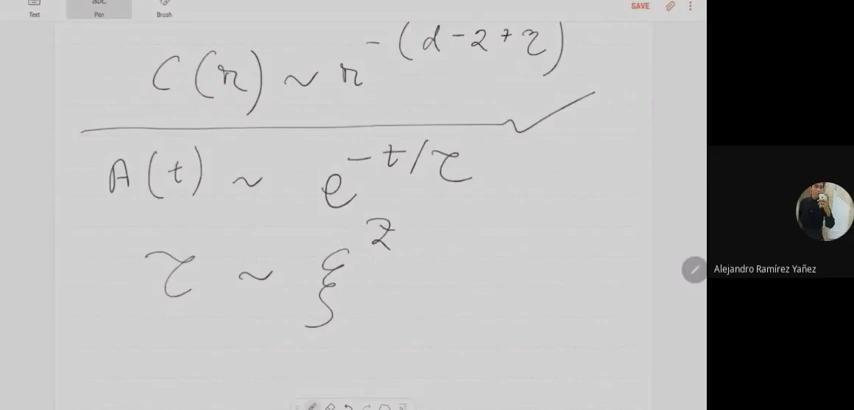 Text
Pen
Brush
SAVE
C(r) ~ r^{-(d-2+η)}
A(t) ~ e^{-t/τ}
τ ~ ξ^z
Alejandro Ramírez Yañez